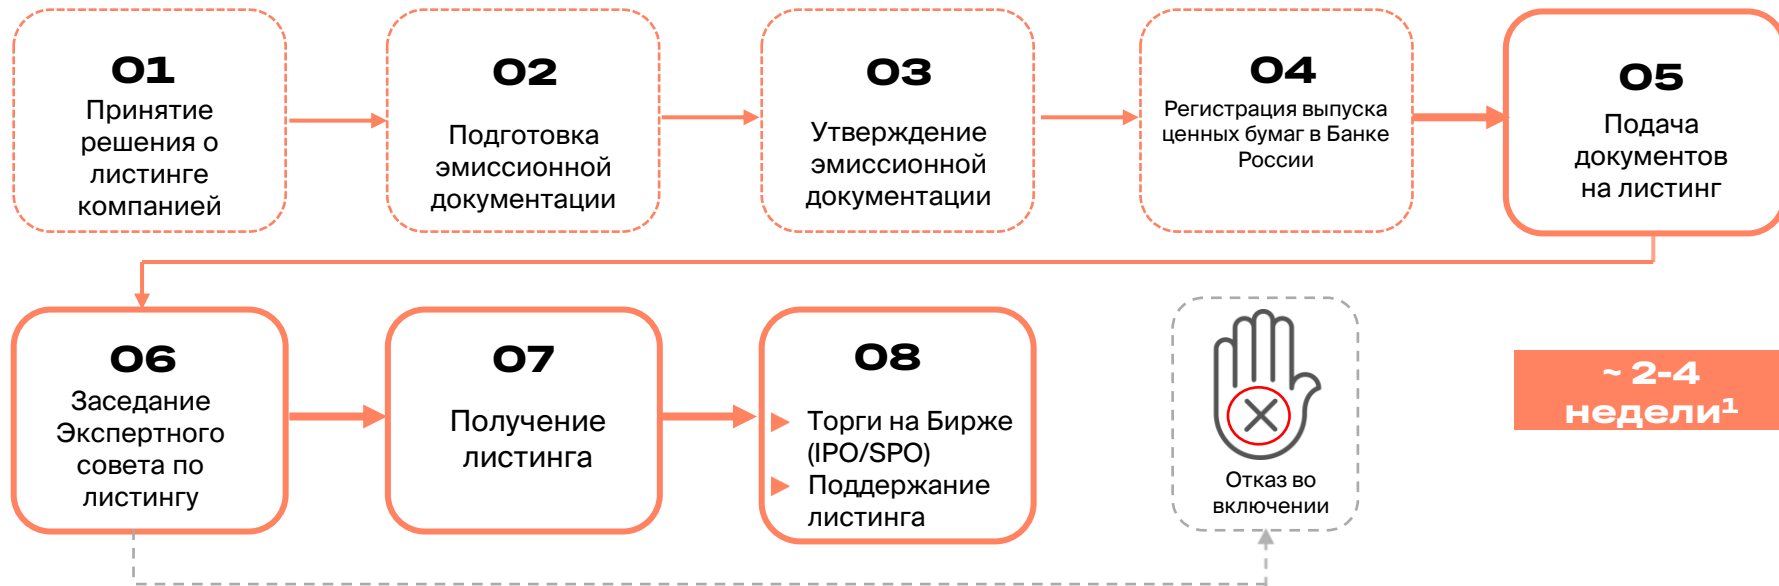 01
Принятие
решения о
листинге
компанией
02
Подготовка
эмиссионной
документации
03
Утверждение
эмиссионной
документации
04
Регистрация выпуска
ценных бумаг в Банке
России
05
Подача
документов
на листинг
06
Заседание
Экспертного
совета по
листингу
07
Получение
листинга
08
Торги на Бирже
(IPO/SPO)
Поддержание
листинга
Отказ во
включении
~ 2-4
недели¹